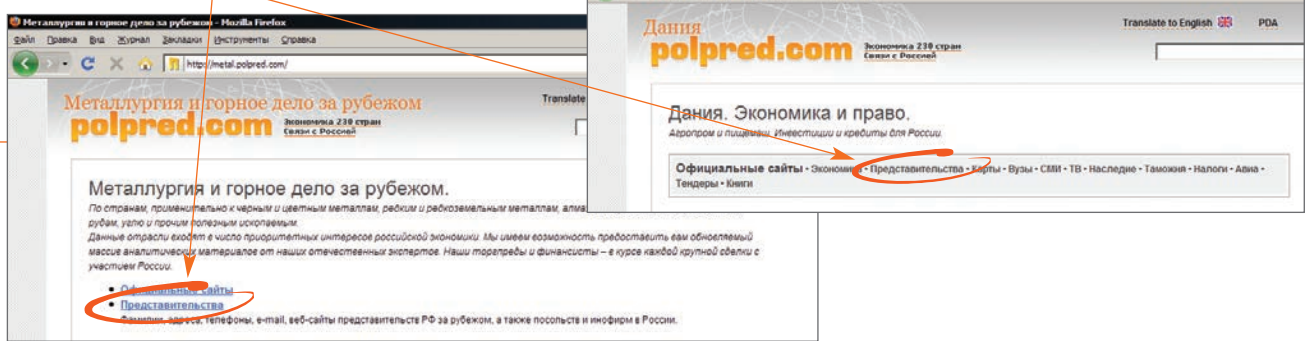 Металлургия и горное дело за рубежом - Mozilla Firefox
Файл Правка Вид Журнал Закладки Инструменты Справка
http://metal.polpred.com/
Металлургия и горное дело за рубежом
Translate
polpred.com
Экономика 230 стран
Связи с Россией
Металлургия и горное дело за рубежом.
По странам, применительно к черным и цветным металлам, редким и редкоземельным металлам,
рудам, углю и прочим полезным ископаемым.
Данные отрасли входят в число приоритетных интересов российской экономики. Мы имеем возможность предоставить вам обновляемый
массив аналитических материалов от наших отечественных экспертов. Наши торгпреды и финансисты – в курсе каждой крупной сделки с
участием России.
• Официальные сайты
• Представительства
Фамилии, адреса, телефоны, e-mail, веб-сайты представительств РФ за рубежом, а также посольств и инофирм в России.
Дания
Translate to English PDA
polpred.com
Экономика 230 стран
Связи с Россией
Дания. Экономика и право.
Агропром и пищемаш. Инвестиции и кредиты для России.
Официальные сайты - Экономика - Представительства - Карты - Вузы - СМИ - ТВ - Наследие - Таможня - Налоги - Авиа -
Тендеры - Книги